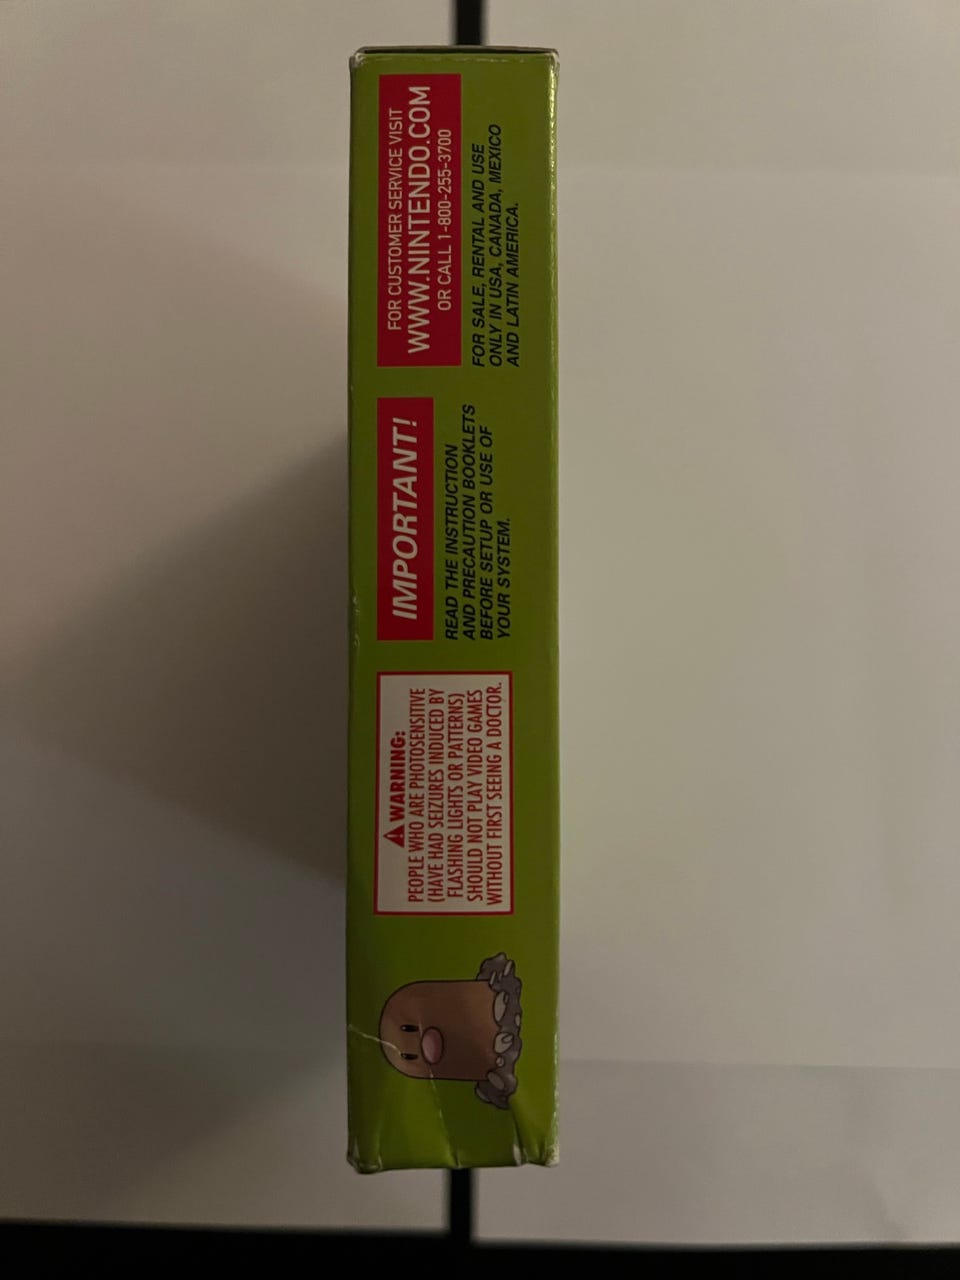 ⚠WARNING:
PEOPLE WHO ARE PHOTOSENSITIVE
(HAVE HAD SEIZURES INDUCED BY
FLASHING LIGHTS OR PATTERNS)
SHOULD NOT PLAY VIDEO GAMES
WITHOUT FIRST SEEING A DOCTOR.
IMPORTANT!
READ THE INSTRUCTION
AND PRECAUTION BOOKLETS
BEFORE SETUP OR USE OF
YOUR SYSTEM.
FOR CUSTOMER SERVICE VISIT
WWW.NINTENDO.COM
OR CALL 1-800-255-3700
FOR SALE, RENTAL AND USE
ONLY IN USA, CANADA, MEXICO
AND LATIN AMERICA.